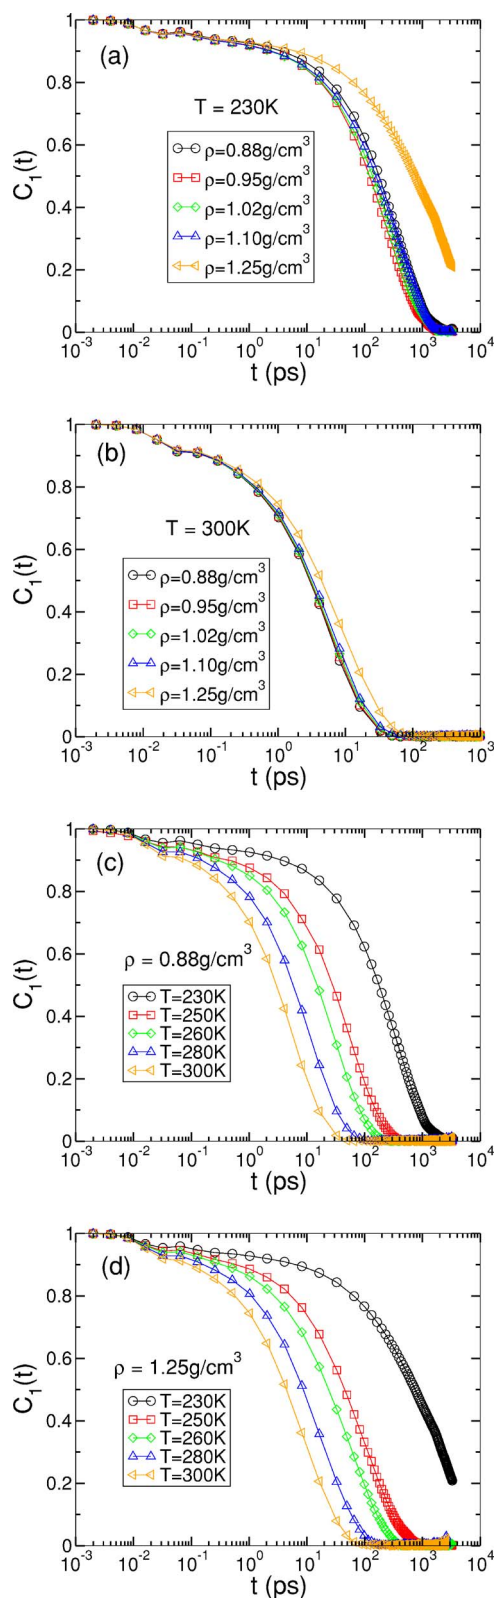 1
(a)
0.8
T = 230K
0.6
C₁(t)
ρ=0.88g/cm³
ρ=0.95g/cm³
0.4
ρ=1.02g/cm³
ρ=1.10g/cm³
0.2
ρ=1.25g/cm³
0
10⁻³ 10⁻² 10⁻¹ 10⁰ 10¹ 10² 10³ 10⁴
t (ps)
1
(b)
0.8
T = 300K
0.6
C₁(t)
ρ=0.88g/cm³
0.4
ρ=0.95g/cm³
ρ=1.02g/cm³
0.2
ρ=1.10g/cm³
ρ=1.25g/cm³
0
10⁻³ 10⁻² 10⁻¹ 10⁰ 10¹ 10² 10³
t (ps)
1
(c)
0.8
0.6
C₁(t)
ρ = 0.88g/cm³
T=230K
0.4
T=250K
T=260K
0.2
T=280K
T=300K
0
10⁻³ 10⁻² 10⁻¹ 10⁰ 10¹ 10² 10³ 10⁴
t (ps)
1
(d)
0.8
0.6
C₁(t)
ρ = 1.25g/cm³
T=230K
0.4
T=250K
T=260K
0.2
T=280K
T=300K
0
10⁻³ 10⁻² 10⁻¹ 10⁰ 10¹ 10² 10³ 10⁴
t (ps)